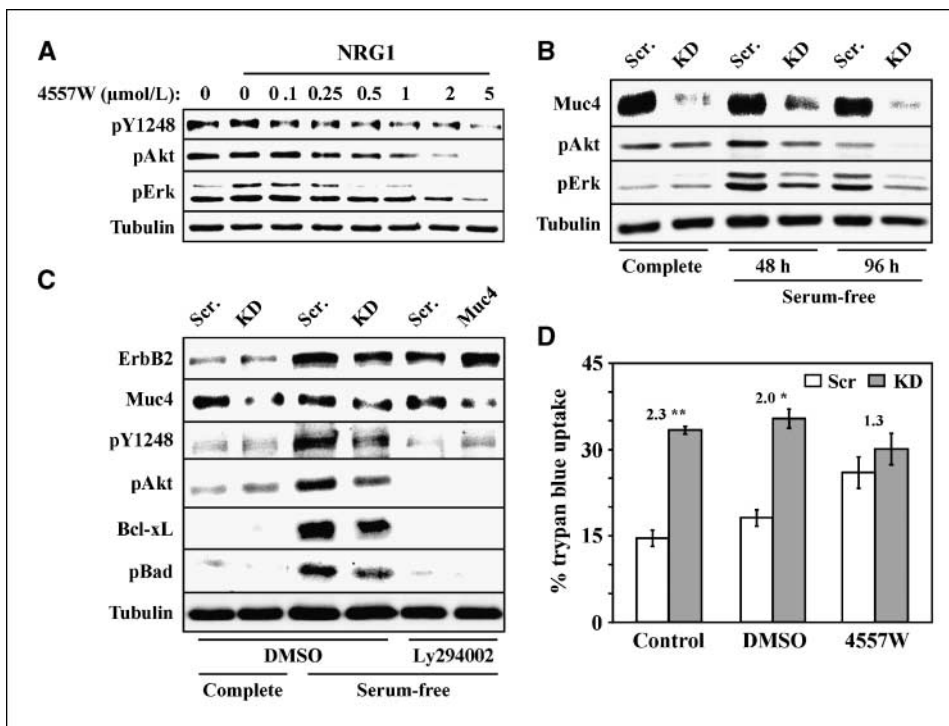 A
NRG1
4557W (µmol/L): 0 0 0 .1 0.25 0.5 1 2 5
pY1248
pAkt
pErk
Tubulin
B
Scr. KD Scr. KD Scr. KD
Muc4
pAkt
pErk
Tubulin
Complete 48 h 96 h
Serum-free
C
Scr. KD Scr. KD Scr. Muc4
ErbB2
Muc4
pY1248
pAkt
Bcl-xL
pBad
Tubulin
DMSO Ly294002
Complete Serum-free
D
45
Scr KD
2.3 ** 2.0 * 1.3
30
15
0
% trypan blue uptake
Control DMSO 4557W